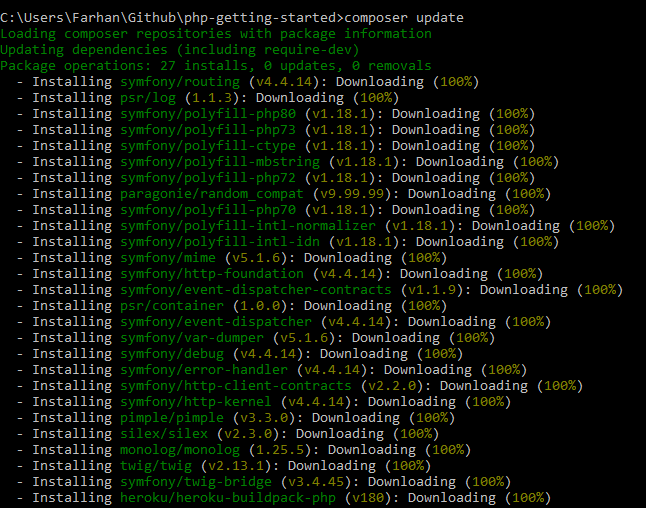 C:\Users\Farhan\Github\php-getting-started>composer update
Loading composer repositories with package information
Updating dependencies (including require-dev)
Package operations: 27 installs, 0 updates, 0 removals
- Installing symfony/routing (v4.4.14): Downloading (100%)
- Installing psr/log (1.1.3): Downloading (100%)
- Installing symfony/polyfill-php80 (v1.18.1): Downloading (100%)
- Installing symfony/polyfill-php73 (v1.18.1): Downloading (100%)
- Installing symfony/polyfill-ctype (v1.18.1): Downloading (100%)
- Installing symfony/polyfill-mbstring (v1.18.1): Downloading (100%)
- Installing symfony/polyfill-php72 (v1.18.1): Downloading (100%)
- Installing paragonie/random_compat (v9.99.99): Downloading (100%)
- Installing symfony/polyfill-php70 (v1.18.1): Downloading (100%)
- Installing symfony/polyfill-intl-normalizer (v1.18.1): Downloading (100%)
- Installing symfony/polyfill-intl-idn (v1.18.1): Downloading (100%)
- Installing symfony/mime (v5.1.6): Downloading (100%)
- Installing symfony/http-foundation (v4.4.14): Downloading (100%)
- Installing symfony/event-dispatcher-contracts (v1.1.9): Downloading (100%)
- Installing psr/container (1.0.0): Downloading (100%)
- Installing symfony/event-dispatcher (v4.4.14): Downloading (100%)
- Installing symfony/var-dumper (v5.1.6): Downloading (100%)
- Installing symfony/debug (v4.4.14): Downloading (100%)
- Installing symfony/error-handler (v4.4.14): Downloading (100%)
- Installing symfony/http-client-contracts (v2.2.0): Downloading (100%)
- Installing symfony/http-kernel (v4.4.14): Downloading (100%)
- Installing pimple/pimple (v3.3.0): Downloading (100%)
- Installing silex/silex (v2.3.0): Downloading (100%)
- Installing monolog/monolog (1.25.5): Downloading (100%)
- Installing twig/twig (v2.13.1): Downloading (100%)
- Installing symfony/twig-bridge (v3.4.45): Downloading (100%)
- Installing heroku/heroku-buildpack-php (v180): Downloading (100%)